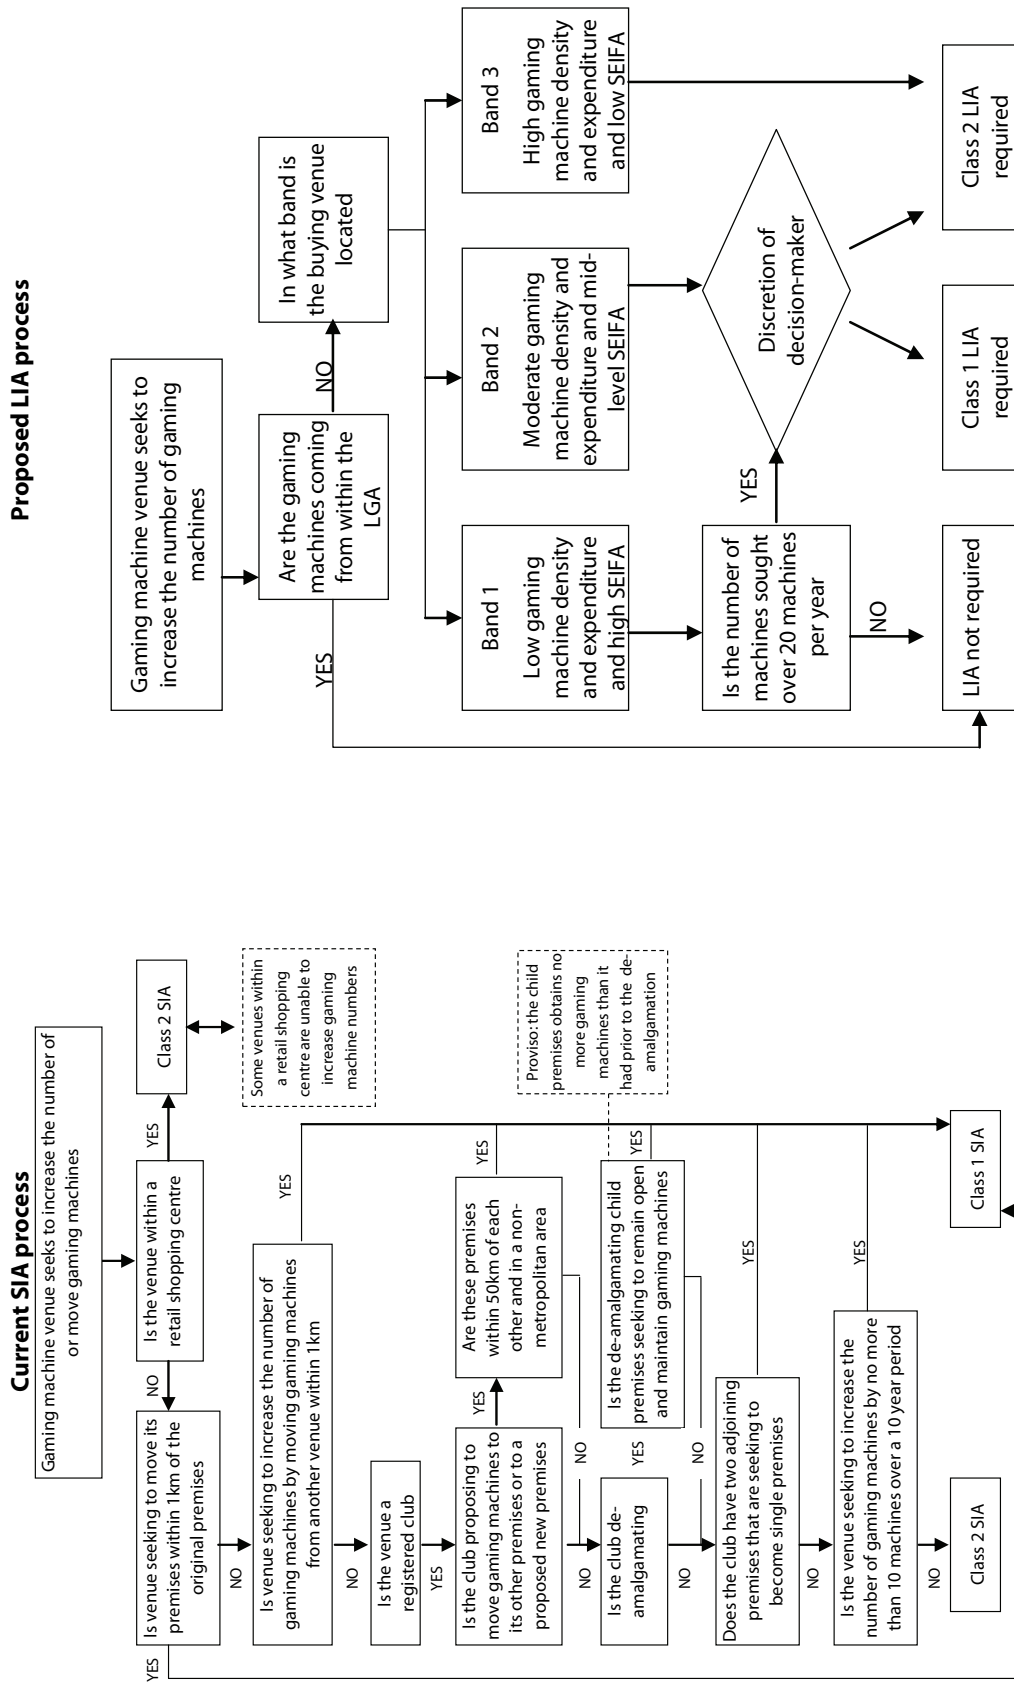 Current SIA process
Gaming machine venue seeks to increase the number of
or move gaming machines
Is the venue within a
retail shopping centre
YES
Class 2 SIA
Some venues within
a retail shopping
centre are unable to
increase gaming
machine numbers
NO
Is venue seeking to move its
premises within 1km of the
original premises
YES
NO
Is venue seeking to increase the number of
gaming machines by moving gaming machines
from another venue within 1km
YES
NO
Is the venue a
registered club
YES
Is the club proposing to
move gaming machines to
its other premises or to a
proposed new premises
YES
Are these premises
within 50km of each
other and in a non-
metropolitan area
YES
NO
NO
Is the club de-
amalgamating
YES
Is the de-amalgamating child
premises seeking to remain open
and maintain gaming machines
YES
Proviso: the child
premises obtains no
more gaming
machines than it
had prior to the de-
amalgamation
NO
NO
Does the club have two adjoining
premises that are seeking to
become single premises
YES
NO
Is the venue seeking to increase the
number of gaming machines by no more
than 10 machines over a 10 year period
YES
NO
Class 2 SIA
Class 1 SIA
Proposed LIA process
Gaming machine venue seeks to
increase the number of gaming
machines
Are the gaming
machines coming
from within the
LGA
YES
NO
In what band is
the buying venue
located
Band 1
Low gaming
machine density
and expenditure
and high SEIFA
Band 2
Moderate gaming
machine density and
expenditure and mid-
level SEIFA
Band 3
High gaming
machine density
and expenditure
and low SEIFA
Is the number of
machines sought
over 20 machines
per year
YES
NO
Discretion of
decision-maker
LIA not required
Class 1 LIA
required
Class 2 LIA
required